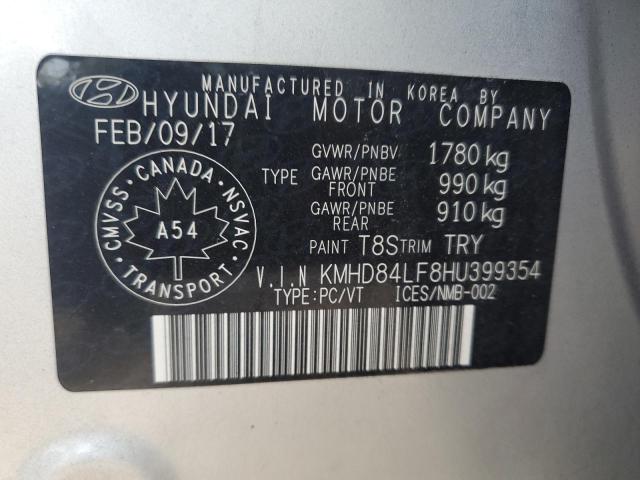 MANUFACTURED IN KOREA BY
HYUNDAI MOTOR COMPANY
FEB/09/17
GVWR/PNBV 1780 kg
TYPE
GAWR/PNBE FRONT 990 kg
GAWR/PNBE REAR 910 kg
PAINT T8S TRIM TRY
CMVSS · CANADA · NSVAC
A54
TRANSPORT
V.I.N KMHD84LF8HU399354
TYPE:PC/VT ICES/NMB-002